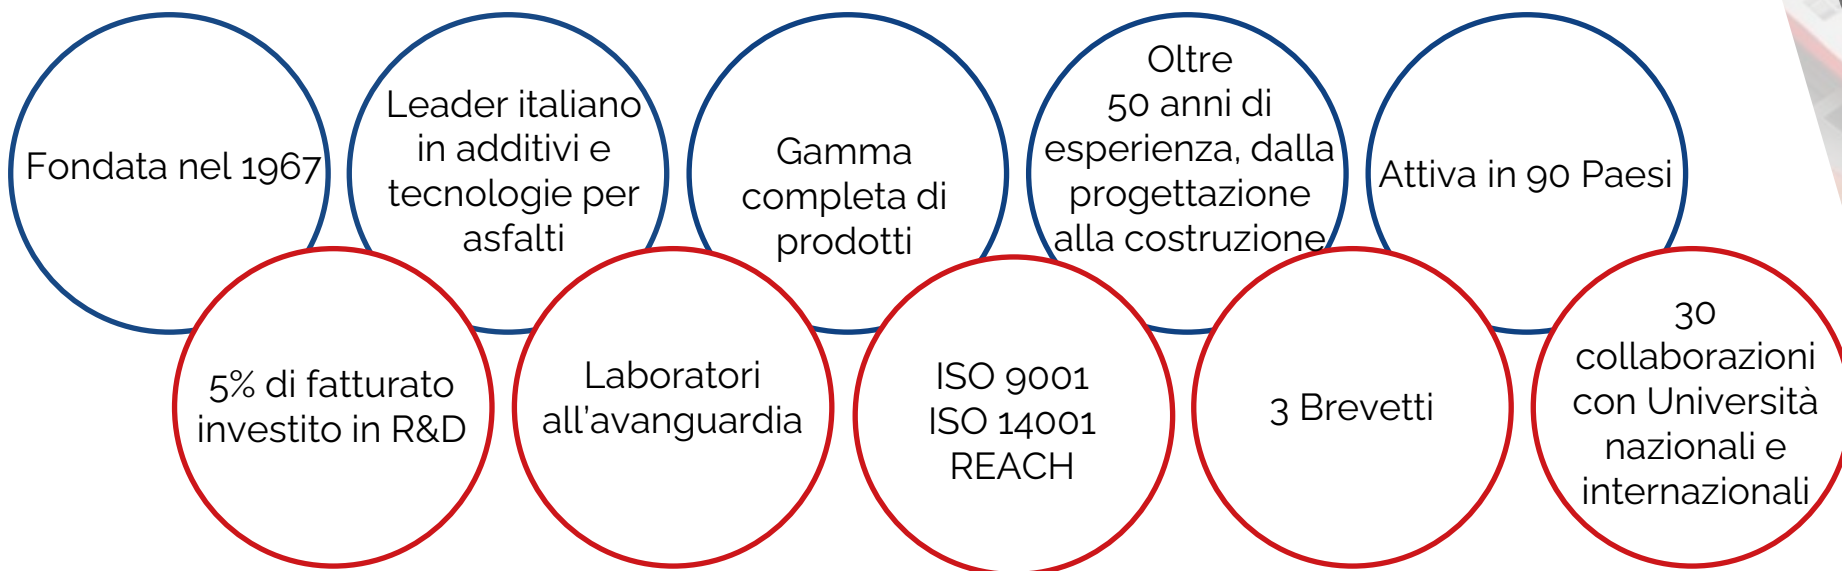 Fondata nel 1967
Leader italiano
in additivi e
tecnologie per
asfalti
Gamma
completa di
prodotti
Oltre
50 anni di
esperienza, dalla
progettazione
alla costruzione
Attiva in 90 Paesi
5% di fatturato
investito in R&D
Laboratori
all’avanguardia
ISO 9001
ISO 14001
REACH
3 Brevetti
30
collaborazioni
con Università
nazionali e
internazionali